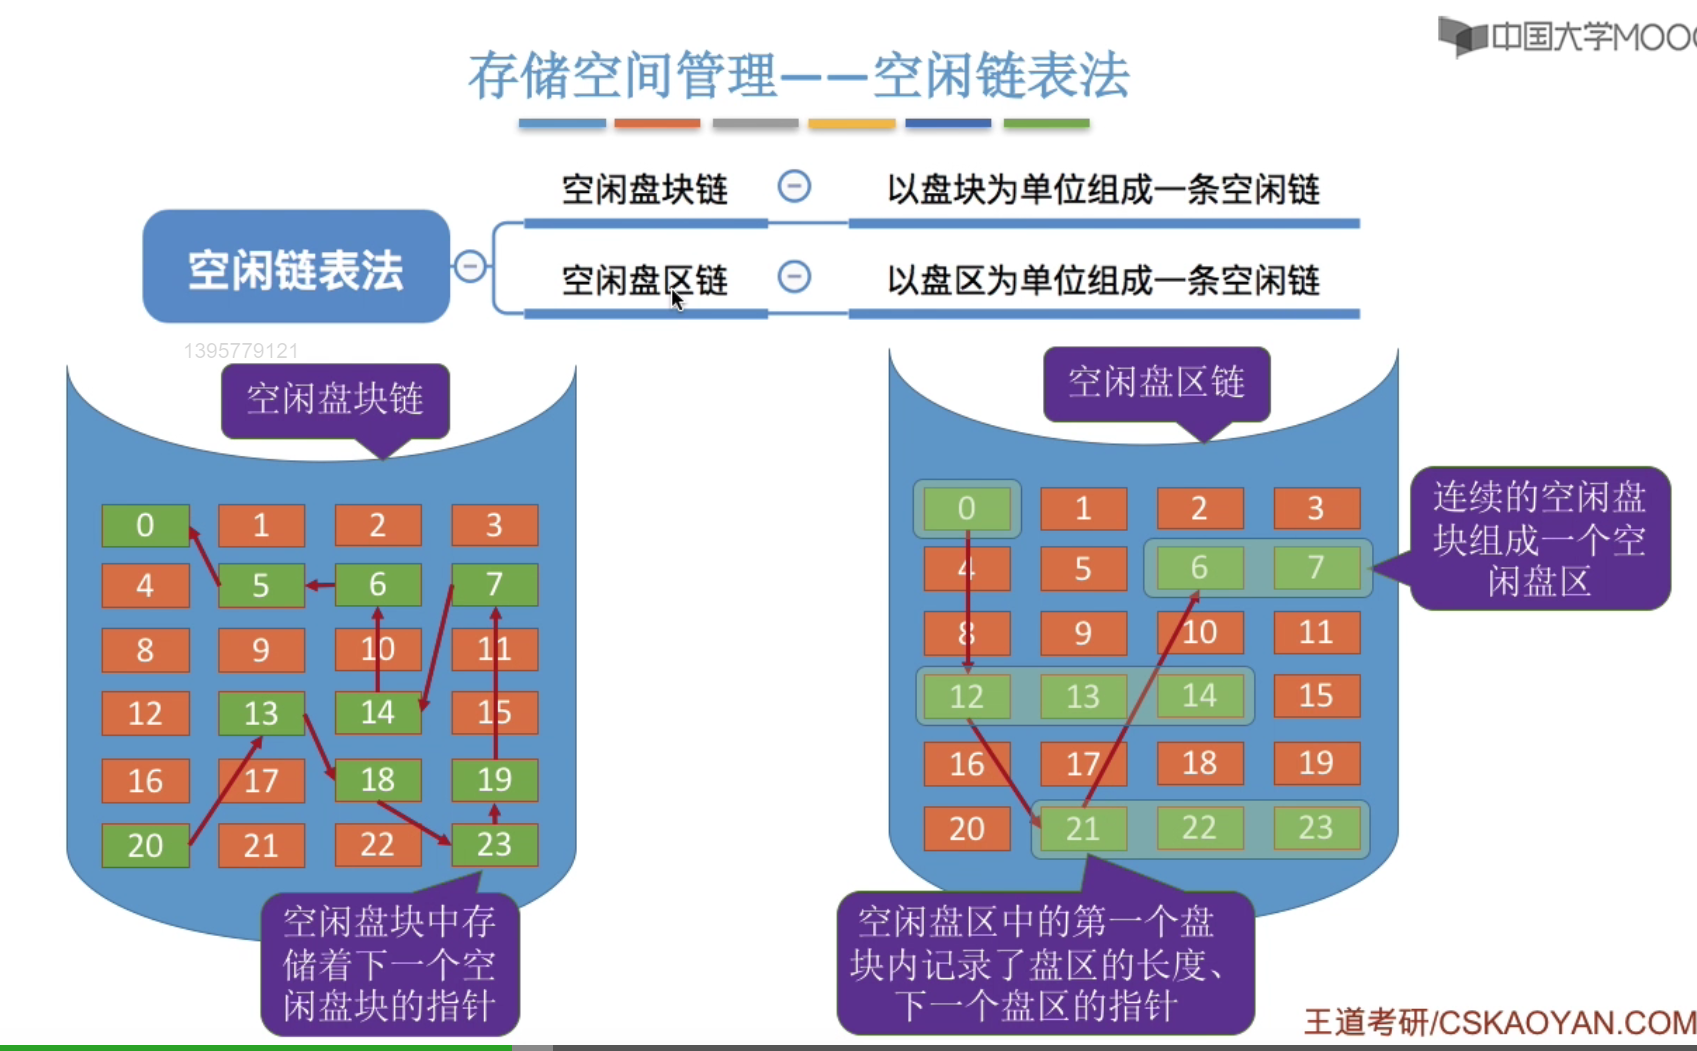 中国大学MOOC
存储空间管理——空闲链表法
空闲链表法
空闲盘块链
以盘块为单位组成一条空闲链
空闲盘区链
以盘区为单位组成一条空闲链
1395779121
空闲盘块链
0 1 2 3
4 5 6 7
8 9 10 11
12 13 14 15
16 17 18 19
20 21 22 23
空闲盘块中存
储着下一个空
闲盘块的指针
空闲盘区链
0 1 2 3
4 5 6 7
8 9 10 11
12 13 14 15
16 17 18 19
20 21 22 23
连续的空闲盘
块组成一个空
闲盘区
空闲盘区中的第一个盘
块内记录了盘区的长度、
下一个盘区的指针
王道考研/CSKAOYAN.COM